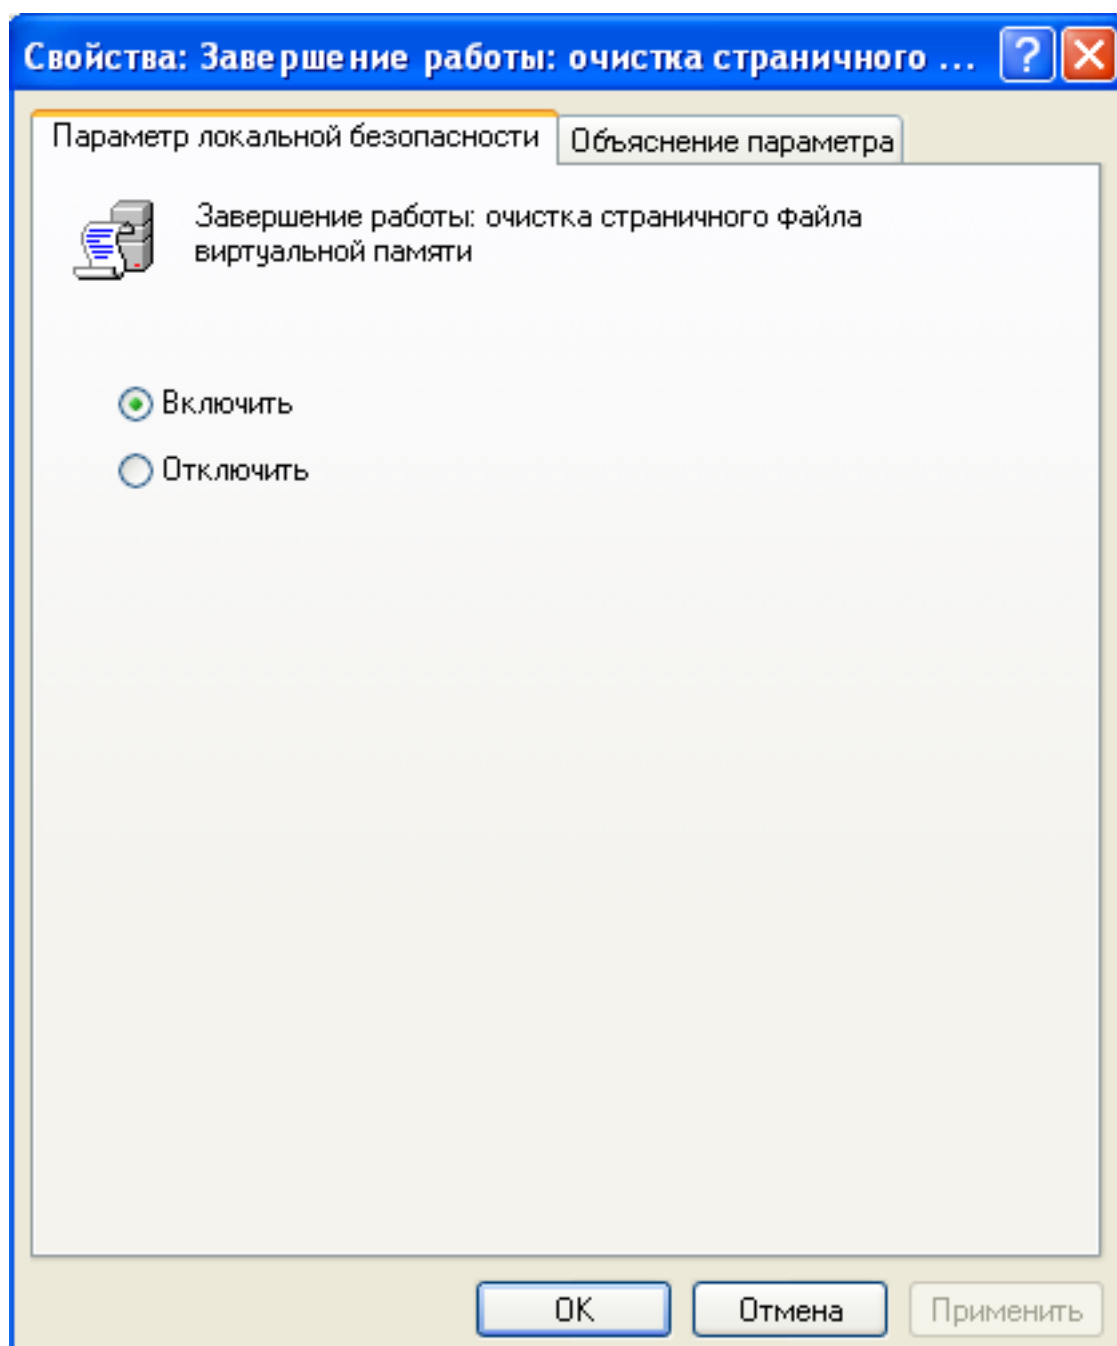 Свойства: Завершение работы: очистка страничного ...
Параметр локальной безопасности
Объяснение параметра
Завершение работы: очистка страничного файла
виртуальной памяти
Включить
Отключить
OK
Отмена
Применить